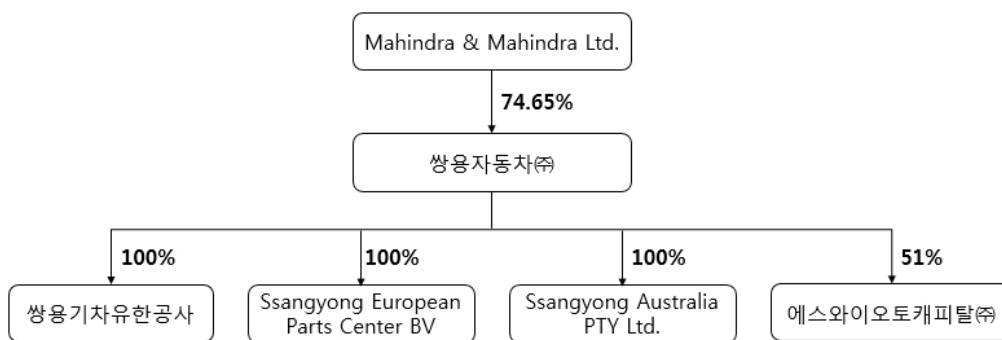 Mahindra & Mahindra Ltd.
74.65%
쌍용자동차㈜
100%
100%
100%
51%
쌍용기차유한공사
Ssangyong European
Parts Center BV
Ssangyong Australia
PTY Ltd.
에스와이오토캐피탈㈜